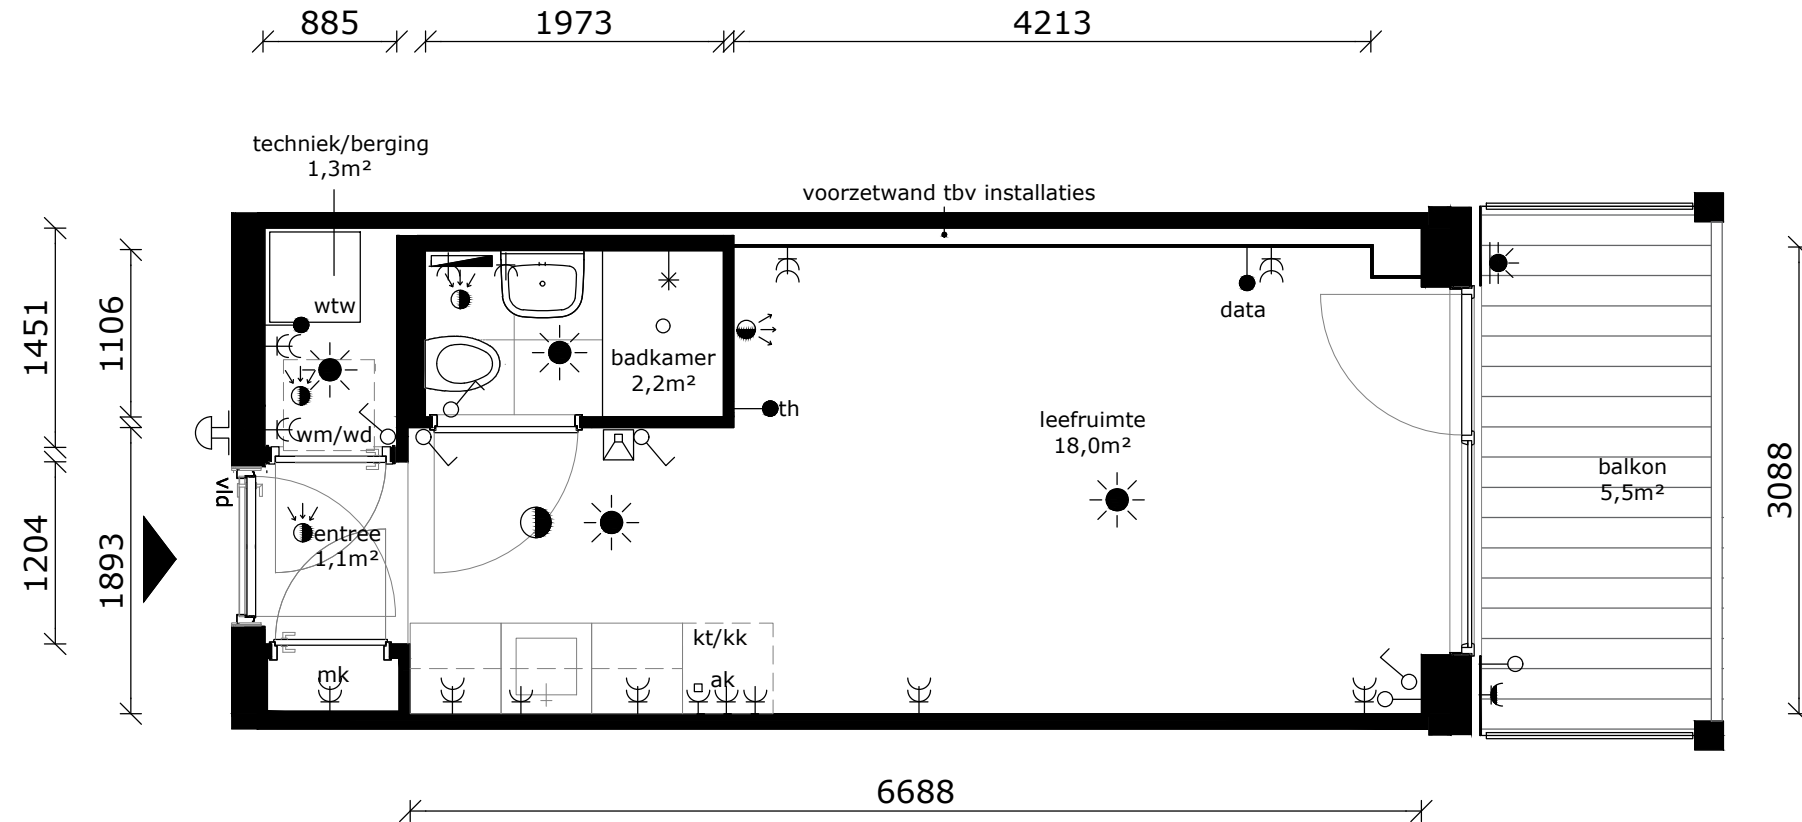 885
1973
4213
techniek/berging
1,3m²
voorzetwand tbv installaties
1451
1106
wtw
data
badkamer
2,2m²
th
leefruimte
18,0m²
wm/wd
vld
balkon
5,5m²
3088
entree
1,1m²
1204
1893
kt/kk
mk
ak
6688